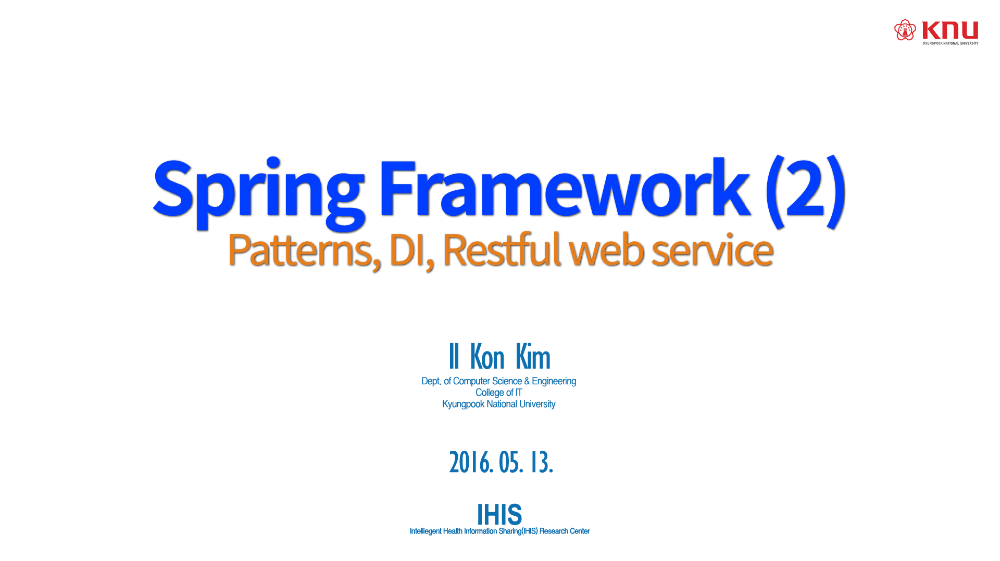 KNU
KYUNGPOOK NATIONAL UNIVERSITY
Spring Framework (2)
Patterns, DI, Restful web service
Il Kon Kim
Dept. of Computer Science & Engineering
College of IT
Kyungpook National University
2016. 05. 13.
IHIS
Intelliegent Health Information Sharing(IHIS) Research Center